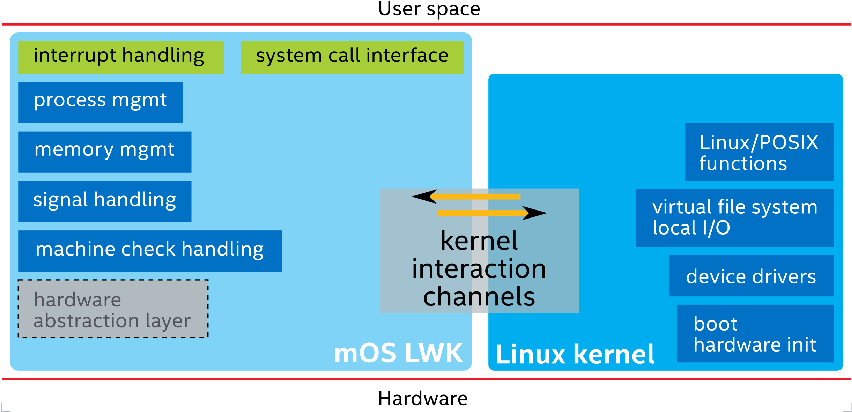 User space
interrupt handling
system call interface
process mgmt
memory mgmt
signal handling
machine check handling
hardware
abstraction layer
mOS LWK
kernel
interaction
channels
Linux/POSIX
functions
virtual file system
local I/O
device drivers
boot
hardware init
Linux kernel
Hardware